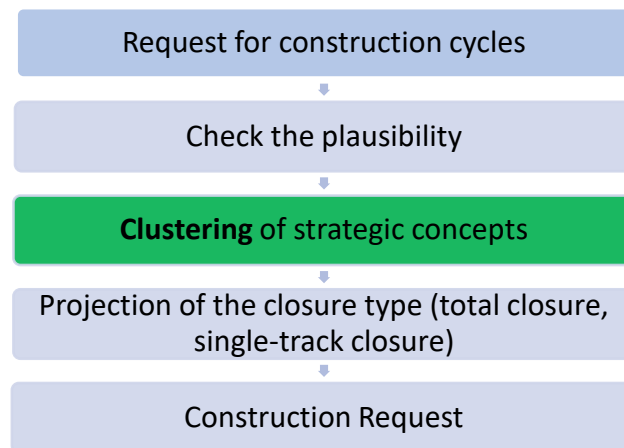 Request for construction cycles
Check the plausibility
Clustering of strategic concepts
Projection of the closure type (total closure,
single-track closure)
Construction Request